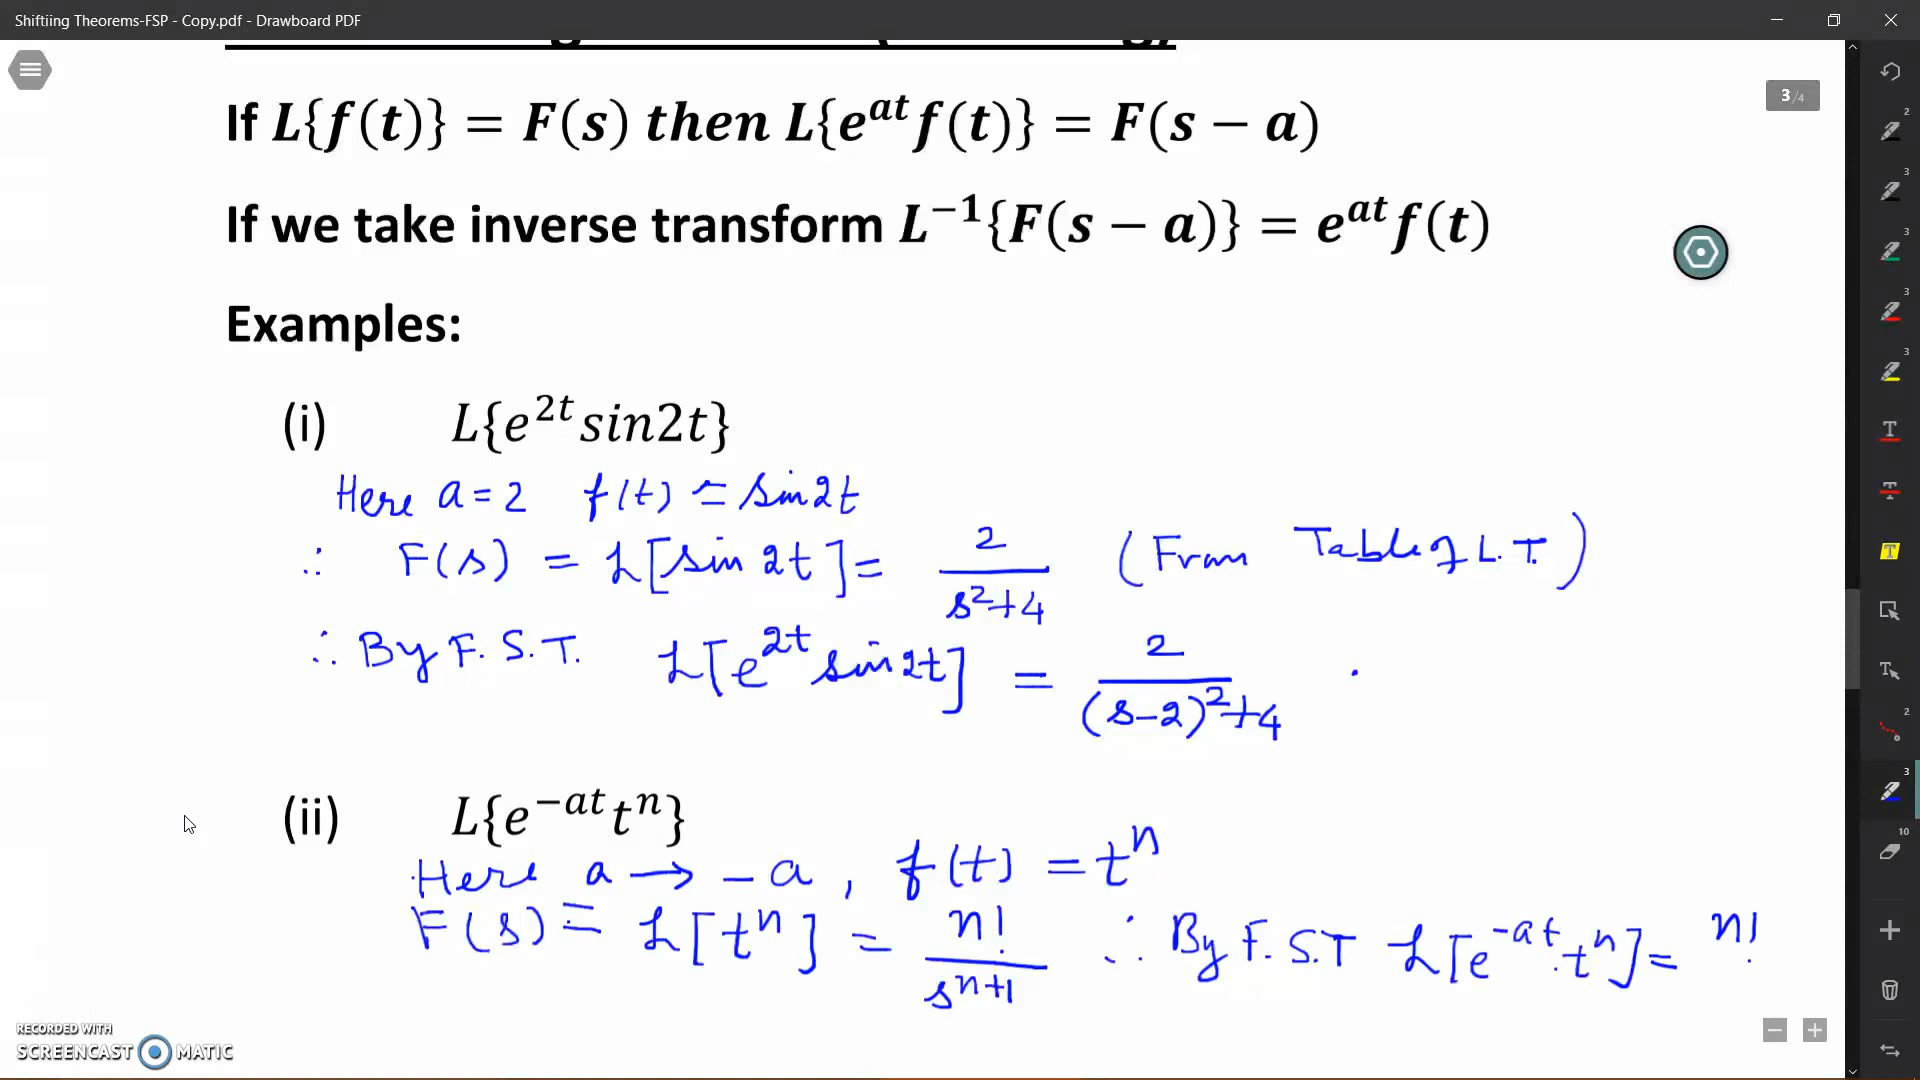 Shiftiing Theorems-FSP - Copy.pdf - Drawboard PDF
3/4
If L{f(t)} = F(s) then L{e^{at} f(t)} = F(s − a)
If we take inverse transform L^{−1}{F(s − a)} = e^{at} f(t)
Examples:
(i) L{e^{2t} sin2t}
Here a = 2 f(t) = sin2t
∴ F(s) = L[sin 2t] = 2/(s^2+4) (From Table of L.T.)
∴ By F.S.T. L[e^{2t} sin2t] = 2/((s-2)^2+4) .
(ii) L{e^{−at} t^n}
Here a → -a, f(t) = t^n
F(s) = L[t^n] = n!/s^{n+1} ∴ By F.S.T L[e^{-at}.t^n] = n!
RECORDED WITH
SCREENCAST MATIC